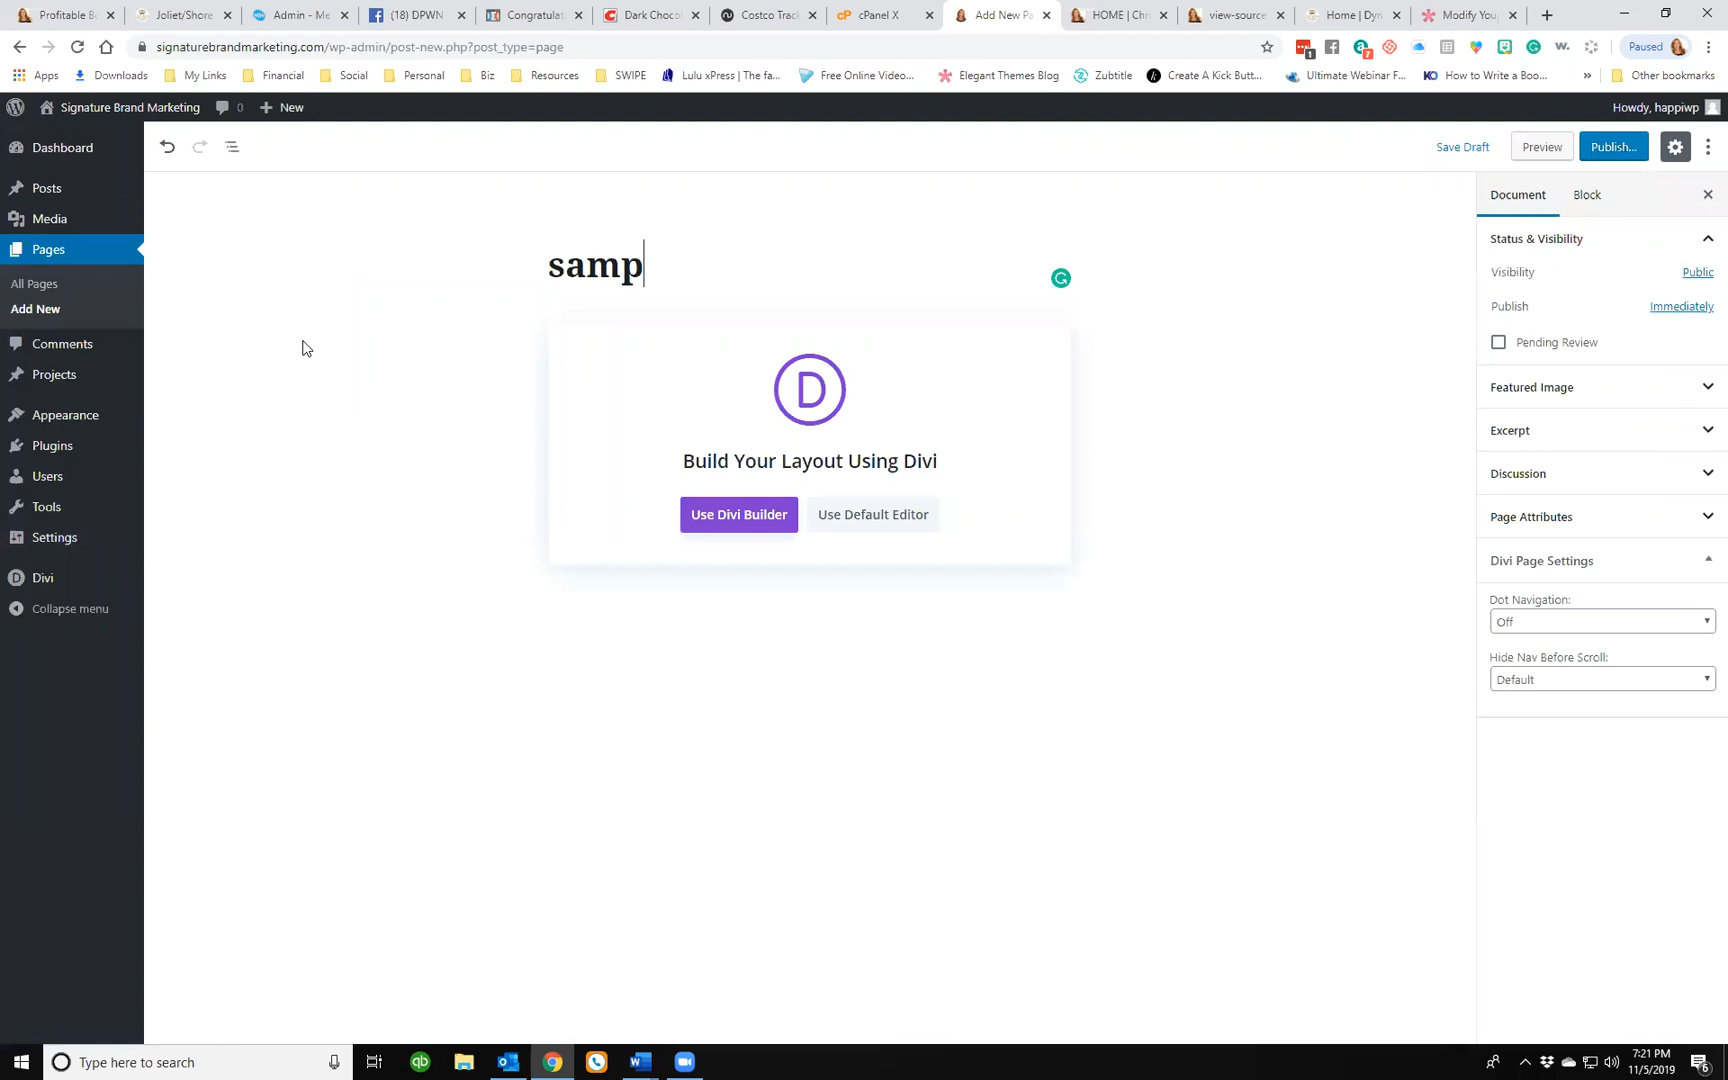 Profitable B
Joliet/Shore
Admin - Me
(18) DPWN
Congratulat
Dark Choco
Costco Track
cPanel X
Add New Pa
HOME | Chri
view-source
Home | Dyn
Modify You
signaturebrandmarketing.com/wp-admin/post-new.php?post_type=page
Paused
Apps
Downloads
My Links
Financial
Social
Personal
Biz
Resources
SWIPE
Lulu xPress | The fa...
Free Online Video...
Elegant Themes Blog
Zubtitle
Create A Kick Butt...
Ultimate Webinar F...
How to Write a Boo...
Other bookmarks
Signature Brand Marketing
0
New
Howdy, happiwp
Dashboard
Posts
Media
Pages
All Pages
Add New
Comments
Projects
Appearance
Plugins
Users
Tools
Settings
Divi
Collapse menu
Save Draft
Preview
Publish...
samp
Build Your Layout Using Divi
Use Divi Builder
Use Default Editor
Document
Block
Status & Visibility
Visibility
Public
Publish
Immediately
Pending Review
Featured Image
Excerpt
Discussion
Page Attributes
Divi Page Settings
Dot Navigation:
Off
Hide Nav Before Scroll:
Default
Type here to search
7:21 PM
11/5/2019
6